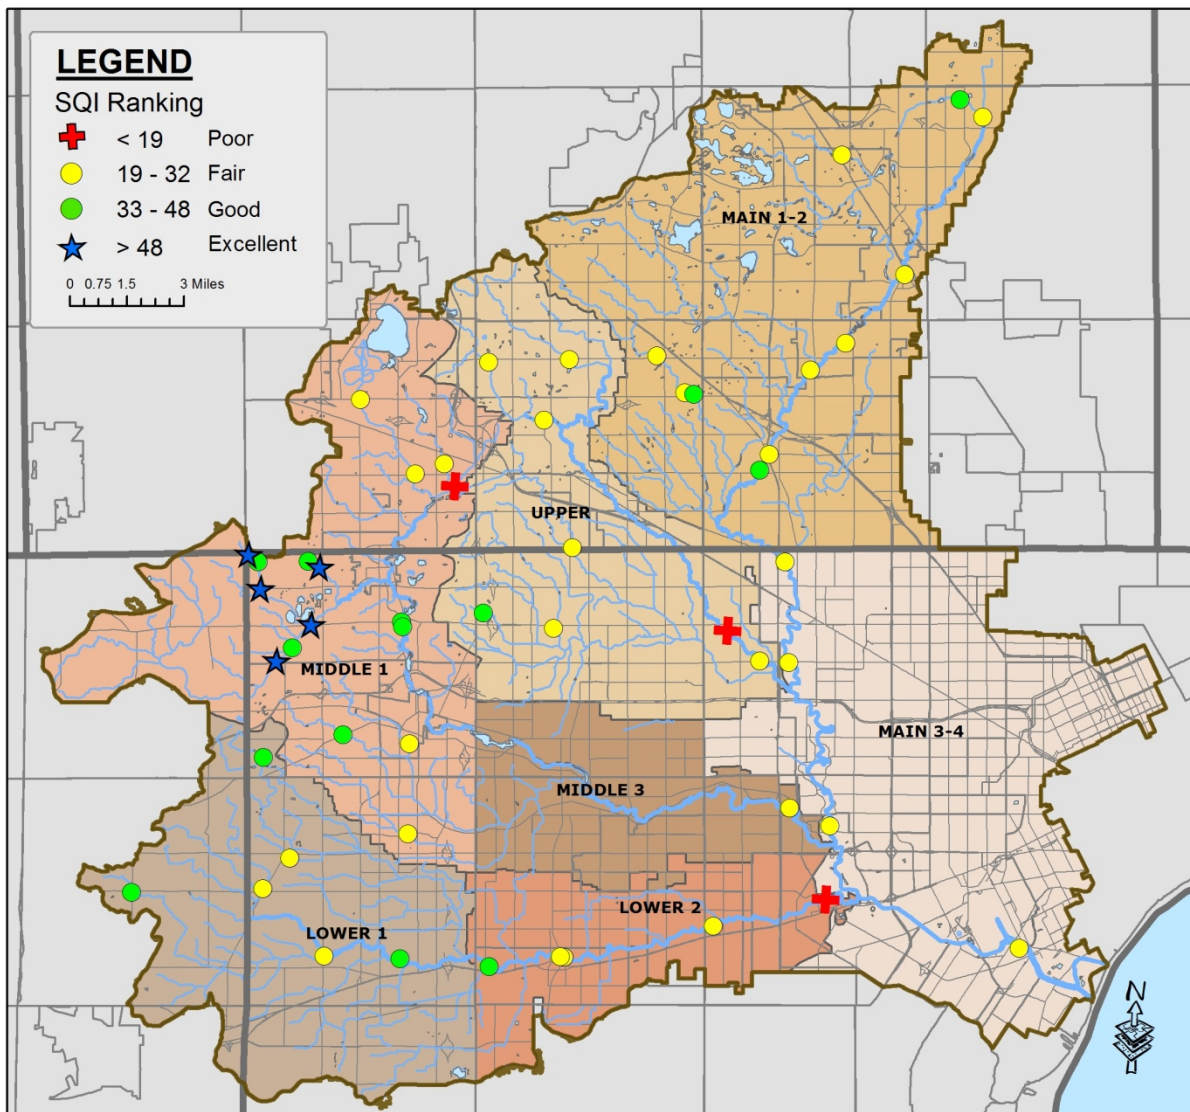 LEGEND
SQI Ranking
< 19 Poor
19 - 32 Fair
33 - 48 Good
> 48 Excellent
0 0.75 1.5 3 Miles
MAIN 1-2
UPPER
MIDDLE 1
MAIN 3-4
MIDDLE 3
LOWER 2
LOWER 1
N